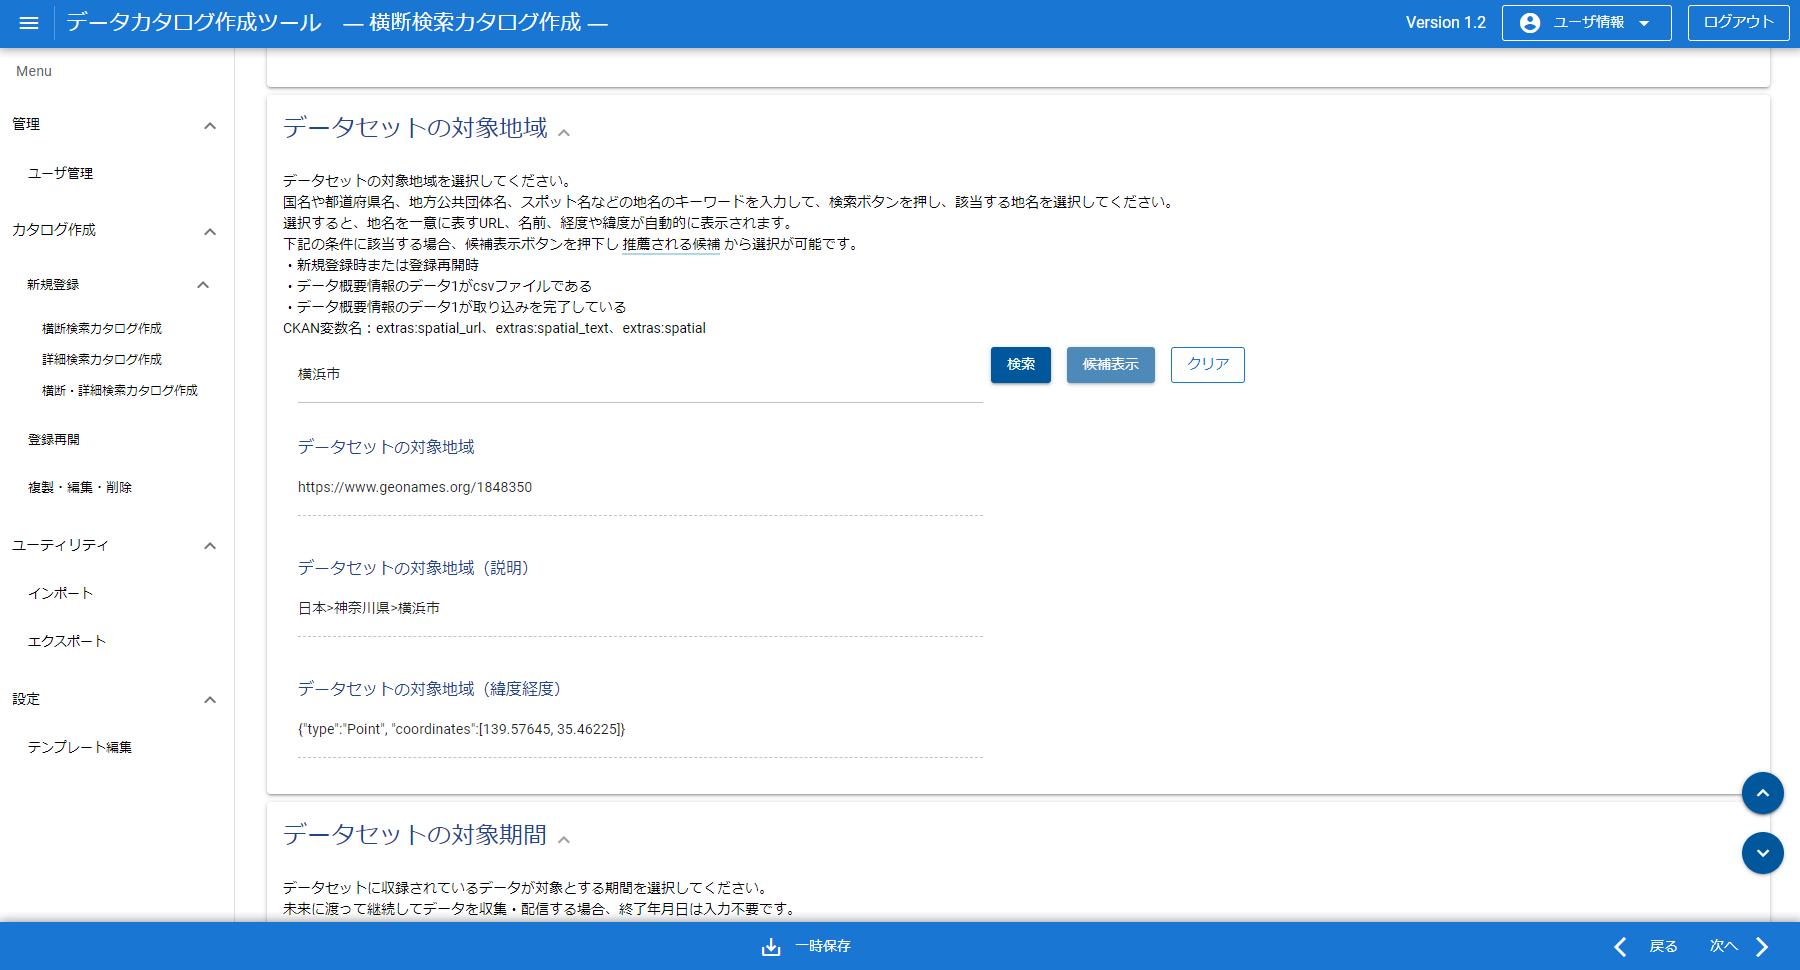 データカタログ作成ツール ― 横断検索カタログ作成 ―
Version 1.2
ユーザ情報
ログアウト
Menu
管理
ユーザ管理
カタログ作成
新規登録
横断検索カタログ作成
詳細検索カタログ作成
横断・詳細検索カタログ作成
登録再開
複製・編集・削除
ユーティリティ
インポート
エクスポート
設定
テンプレート編集
データセットの対象地域
データセットの対象地域を選択してください。
国名や都道府県名、地方公共団体名、スポット名などの地名のキーワードを入力して、検索ボタンを押し、該当する地名を選択してください。
選択すると、地名を一意に表すURL、名前、経度や緯度が自動的に表示されます。
下記の条件に該当する場合、候補表示ボタンを押下し 推薦される候補 から選択が可能です。
・新規登録時または登録再開時
・データ概要情報のデータ1がcsvファイルである
・データ概要情報のデータ1が取り込みを完了している
CKAN変数名：extras:spatial_url、extras:spatial_text、extras:spatial
横浜市
検索
候補表示
クリア
データセットの対象地域
https://www.geonames.org/1848350
データセットの対象地域（説明）
日本>神奈川県>横浜市
データセットの対象地域（緯度経度）
{"type":"Point", "coordinates":[139.57645, 35.46225]}
データセットの対象期間
データセットに収録されているデータが対象とする期間を選択してください。
未来に渡って継続してデータを収集・配信する場合、終了年月日は入力不要です。
一時保存
戻る
次へ